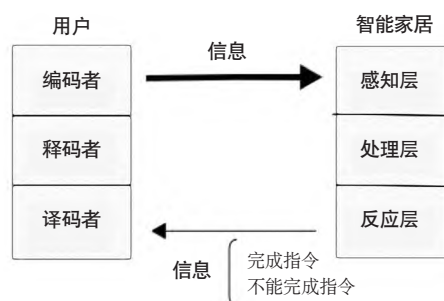 用户
智能家居
信息
编码者
感知层
释码者
处理层
译码者
反应层
信息
完成指令
不能完成指令